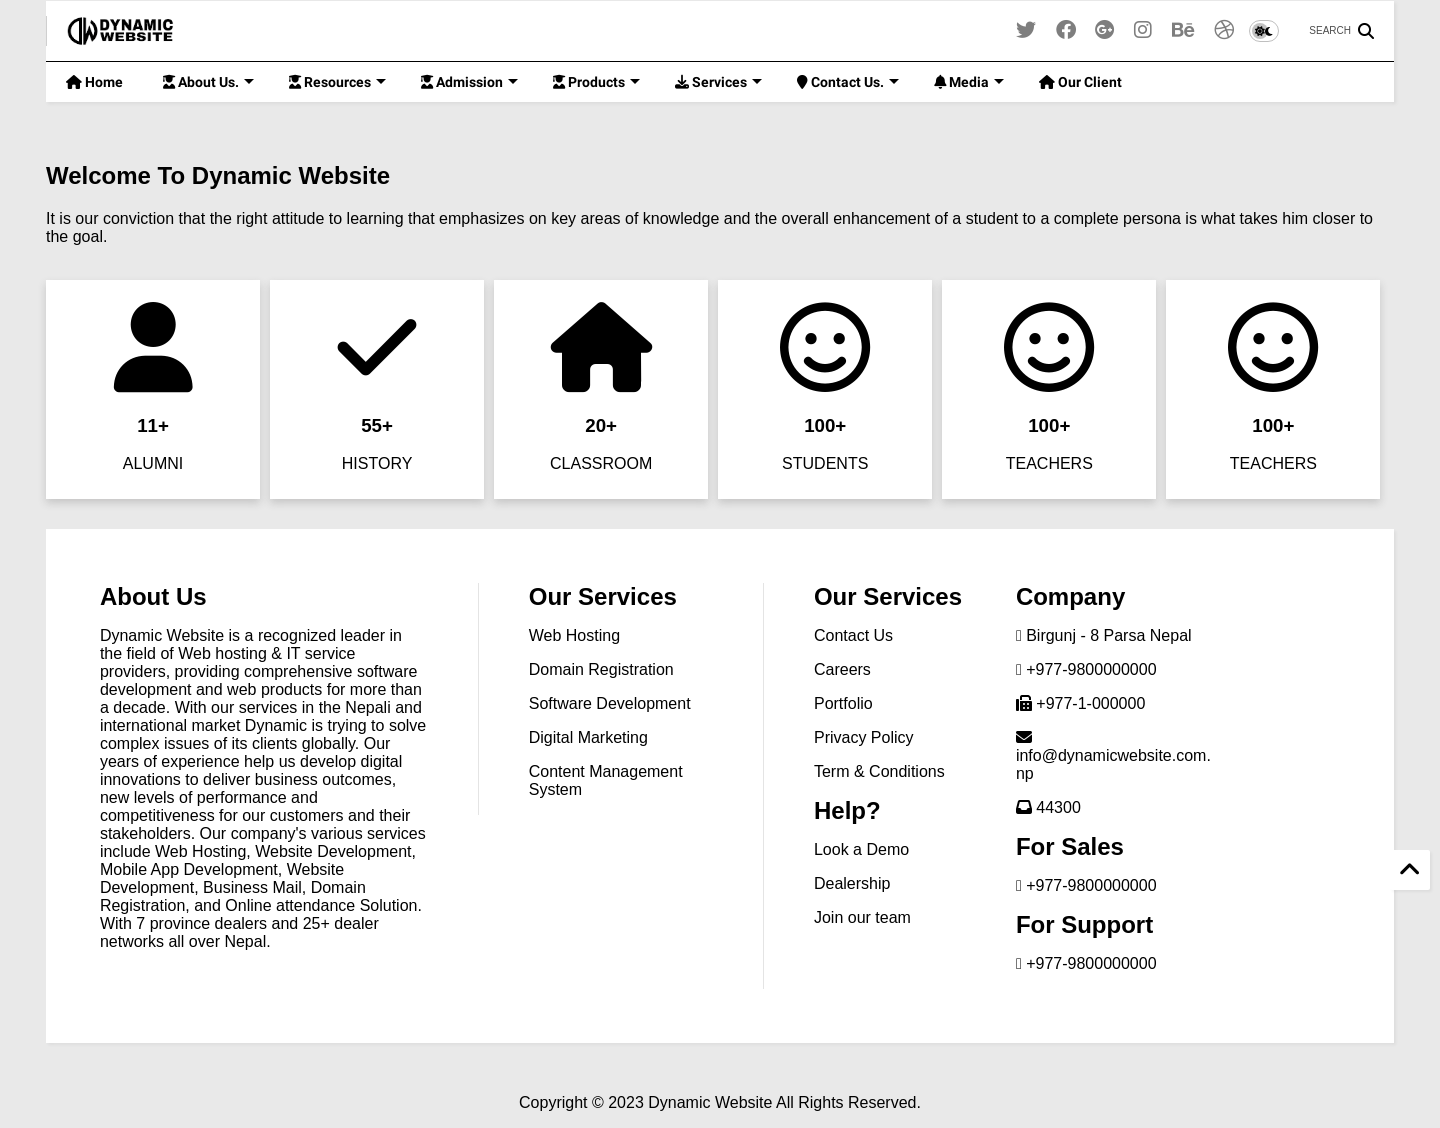 DYNAMIC
WEBSITE
SEARCH
Home About Us. Resources Admission Products Services Contact Us. Media Our Client
Welcome To Dynamic Website
It is our conviction that the right attitude to learning that emphasizes on key areas of knowledge and the overall enhancement of a student to a complete persona is what takes him closer to
the goal.
11+
ALUMNI
55+
HISTORY
20+
CLASSROOM
100+
STUDENTS
100+
TEACHERS
100+
TEACHERS
About Us
Dynamic Website is a recognized leader in
the field of Web hosting & IT service
providers, providing comprehensive software
development and web products for more than
a decade. With our services in the Nepali and
international market Dynamic is trying to solve
complex issues of its clients globally. Our
years of experience help us develop digital
innovations to deliver business outcomes,
new levels of performance and
competitiveness for our customers and their
stakeholders. Our company's various services
include Web Hosting, Website Development,
Mobile App Development, Website
Development, Business Mail, Domain
Registration, and Online attendance Solution.
With 7 province dealers and 25+ dealer
networks all over Nepal.
Our Services
Web Hosting
Domain Registration
Software Development
Digital Marketing
Content Management
System
Our Services
Contact Us
Careers
Portfolio
Privacy Policy
Term & Conditions
Help?
Look a Demo
Dealership
Join our team
Company
Birgunj - 8 Parsa Nepal
+977-9800000000
+977-1-000000
info@dynamicwebsite.com.
np
44300
For Sales
+977-9800000000
For Support
+977-9800000000
Copyright © 2023 Dynamic Website All Rights Reserved.